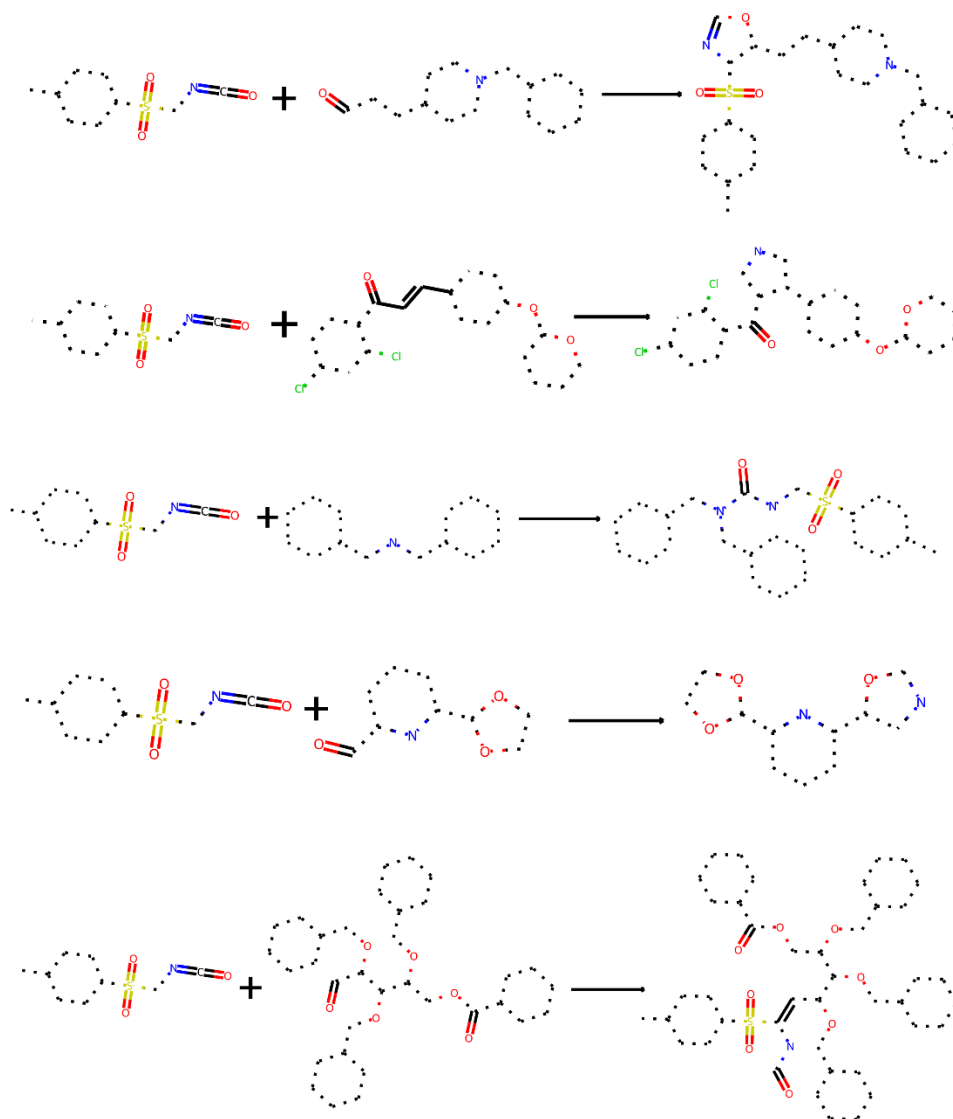 O
N
N
O N
N C O + O O S O
S
O
N
O Cl
O N C O + O O
S O O
O Cl Cl O
Cl
O O
O N C O + N N N S
S O
O
O N C O + O O O N
S N O N
O O O
O
O O O
O N C O + O O O
S O O O O
O O S O
O N
O